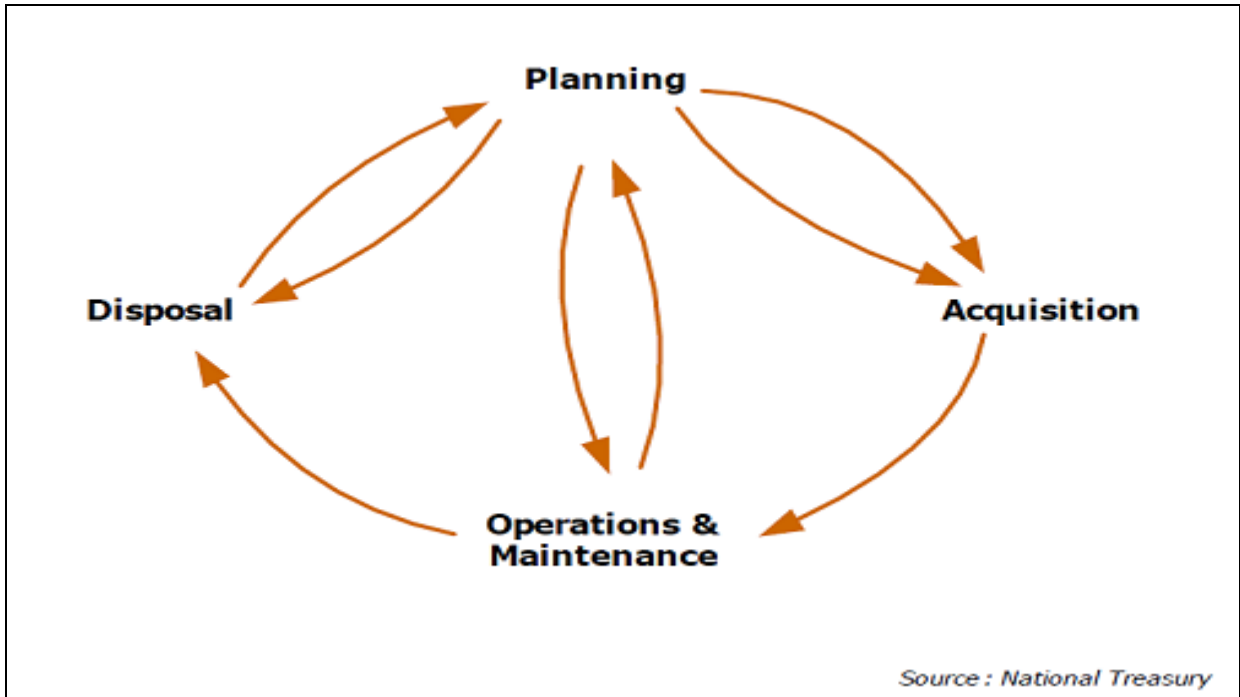 Planning
Disposal
Acquisition
Operations &
Maintenance
Source : National Treasury